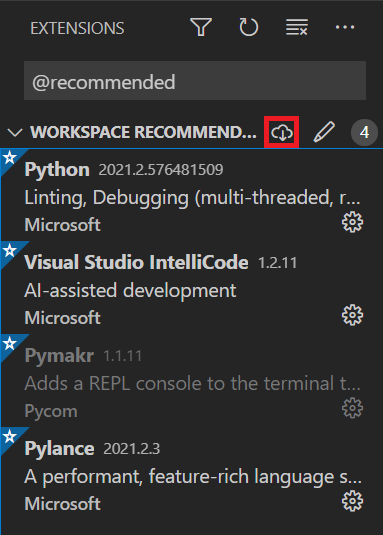 EXTENSIONS
@recommended
WORKSPACE RECOMMEND... 4
Python 2021.2.576481509
Linting, Debugging (multi-threaded, r...
Microsoft
Visual Studio IntelliCode 1.2.11
AI-assisted development
Microsoft
Pymakr 1.1.11
Adds a REPL console to the terminal t...
Pycom
Pylance 2021.2.3
A performant, feature-rich language s...
Microsoft